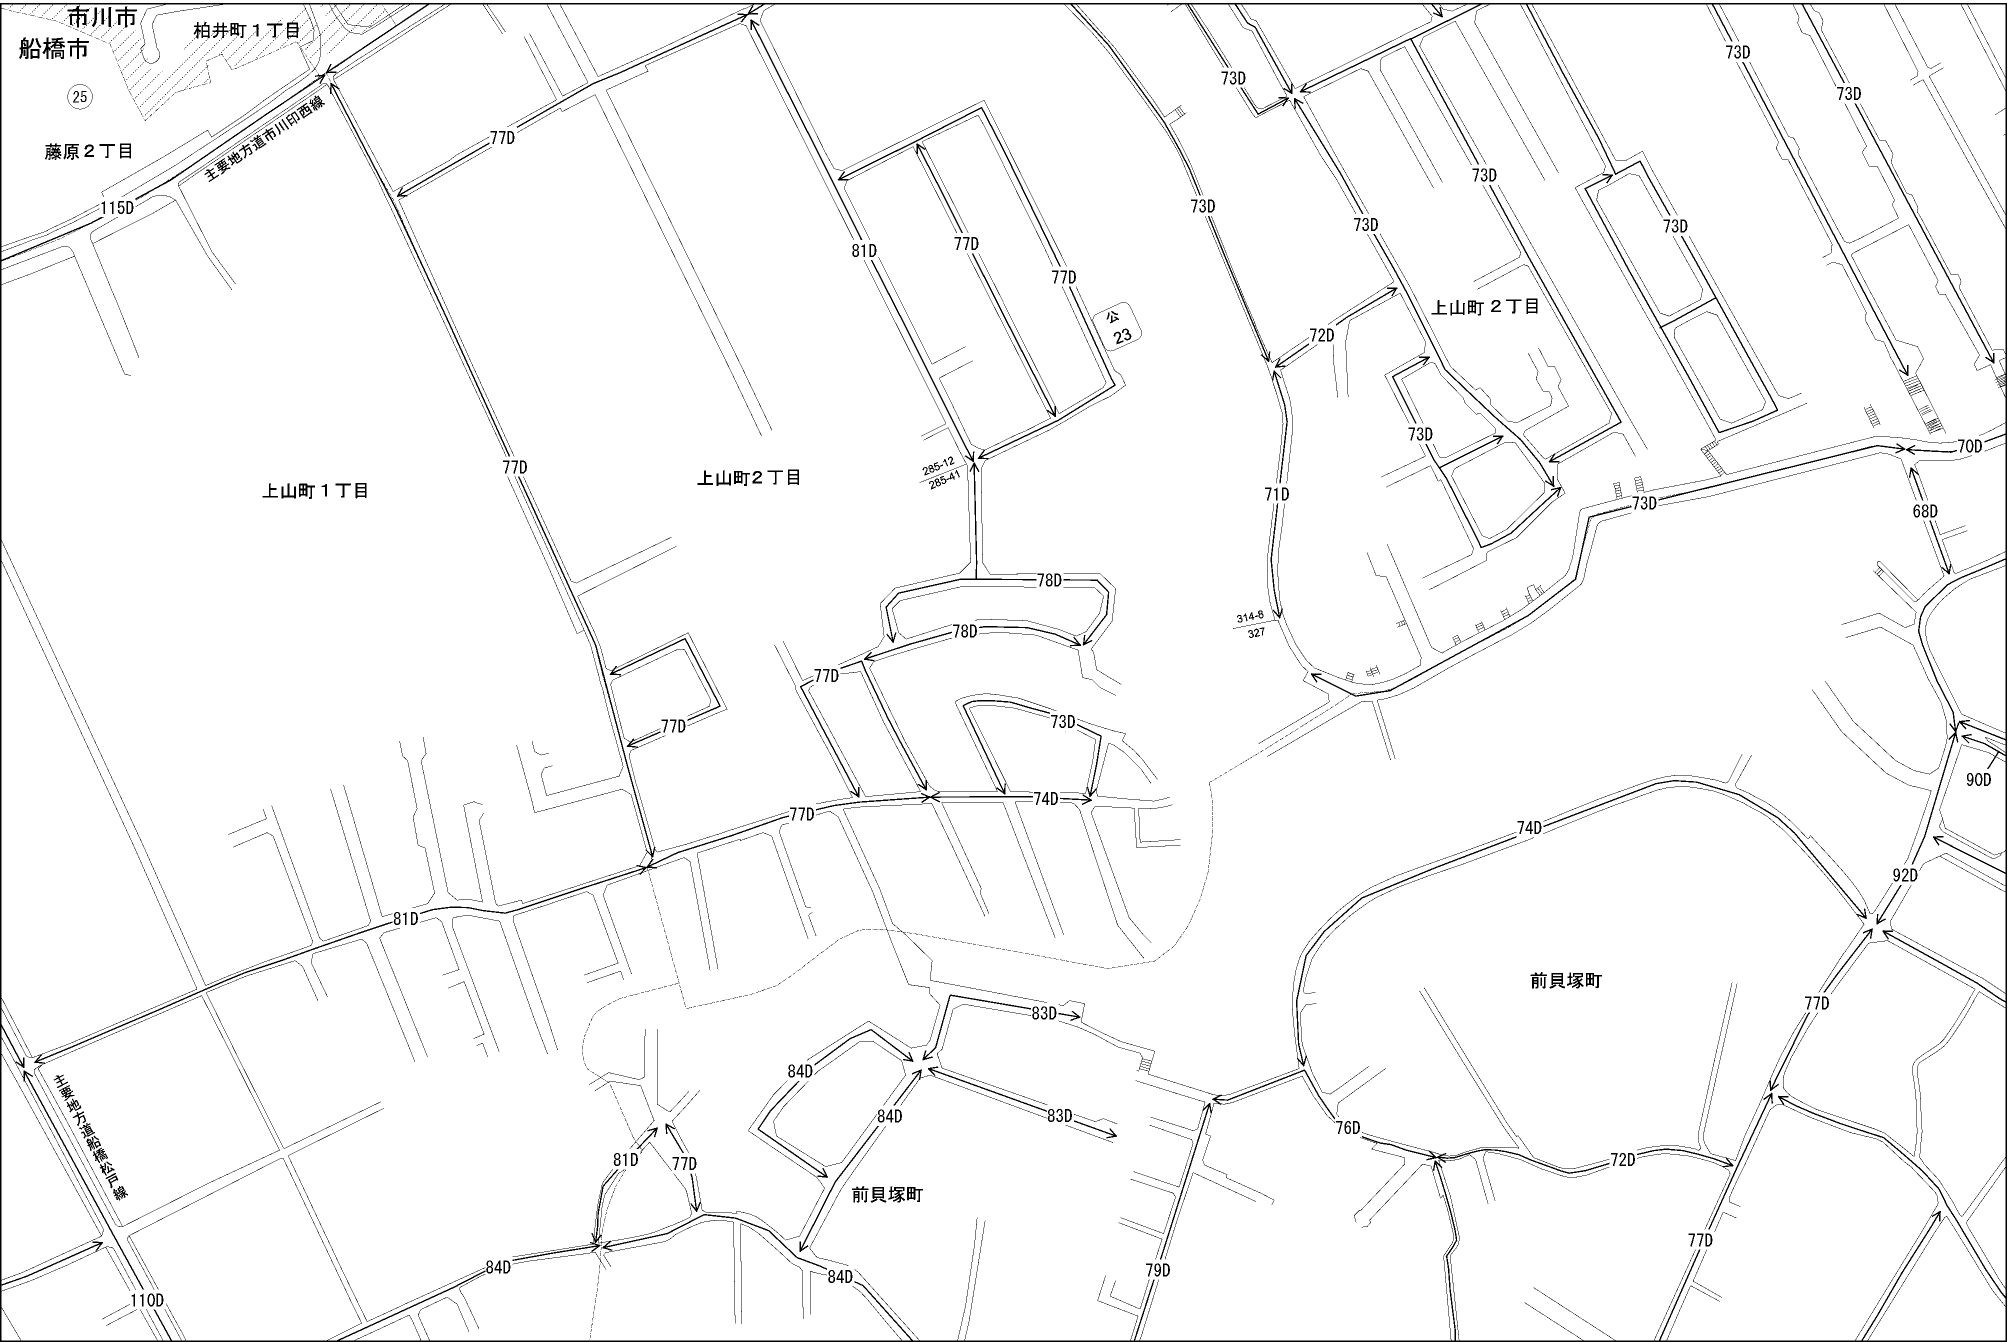 市川市
柏井町１丁目
船橋市
25
藤原２丁目
主要地方道市川印西線
115D
77D
81D
77D
77D
公
23
73D
73D
73D
73D
73D
73D
73D
72D
上山町２丁目
77D
上山町１丁目
上山町２丁目
285-12
285-41
71D
73D
73D
70D
68D
78D
78D
314-8
327
77D
77D
73D
90D
77D
74D
74D
81D
92D
前貝塚町
77D
83D
84D
84D
83D
主要地方道船橋松戸線
81D
77D
76D
72D
前貝塚町
77D
84D
84D
79D
110D